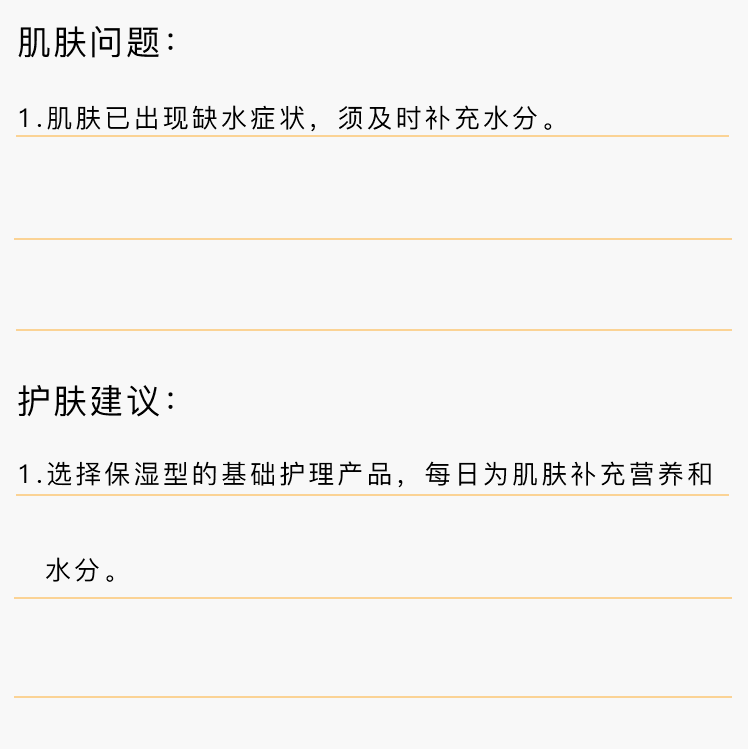 肌肤问题：
1.肌肤已出现缺水症状，须及时补充水分。
护肤建议：
1.选择保湿型的基础护理产品，每日为肌肤补充营养和
水分。